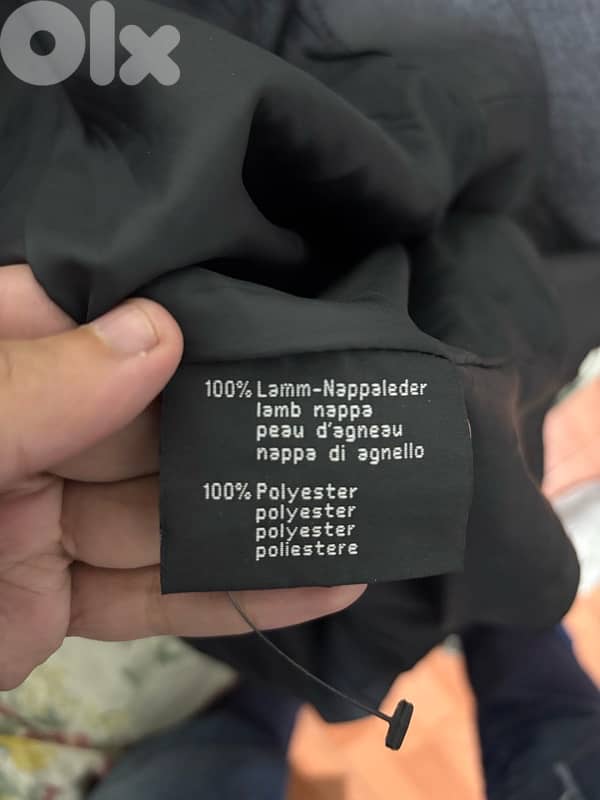 Olx
100% Lamm-Nappaleder
lamb nappa
peau d'agneau
nappa di agnello
100% Polyester
polyester
polyester
poliestere